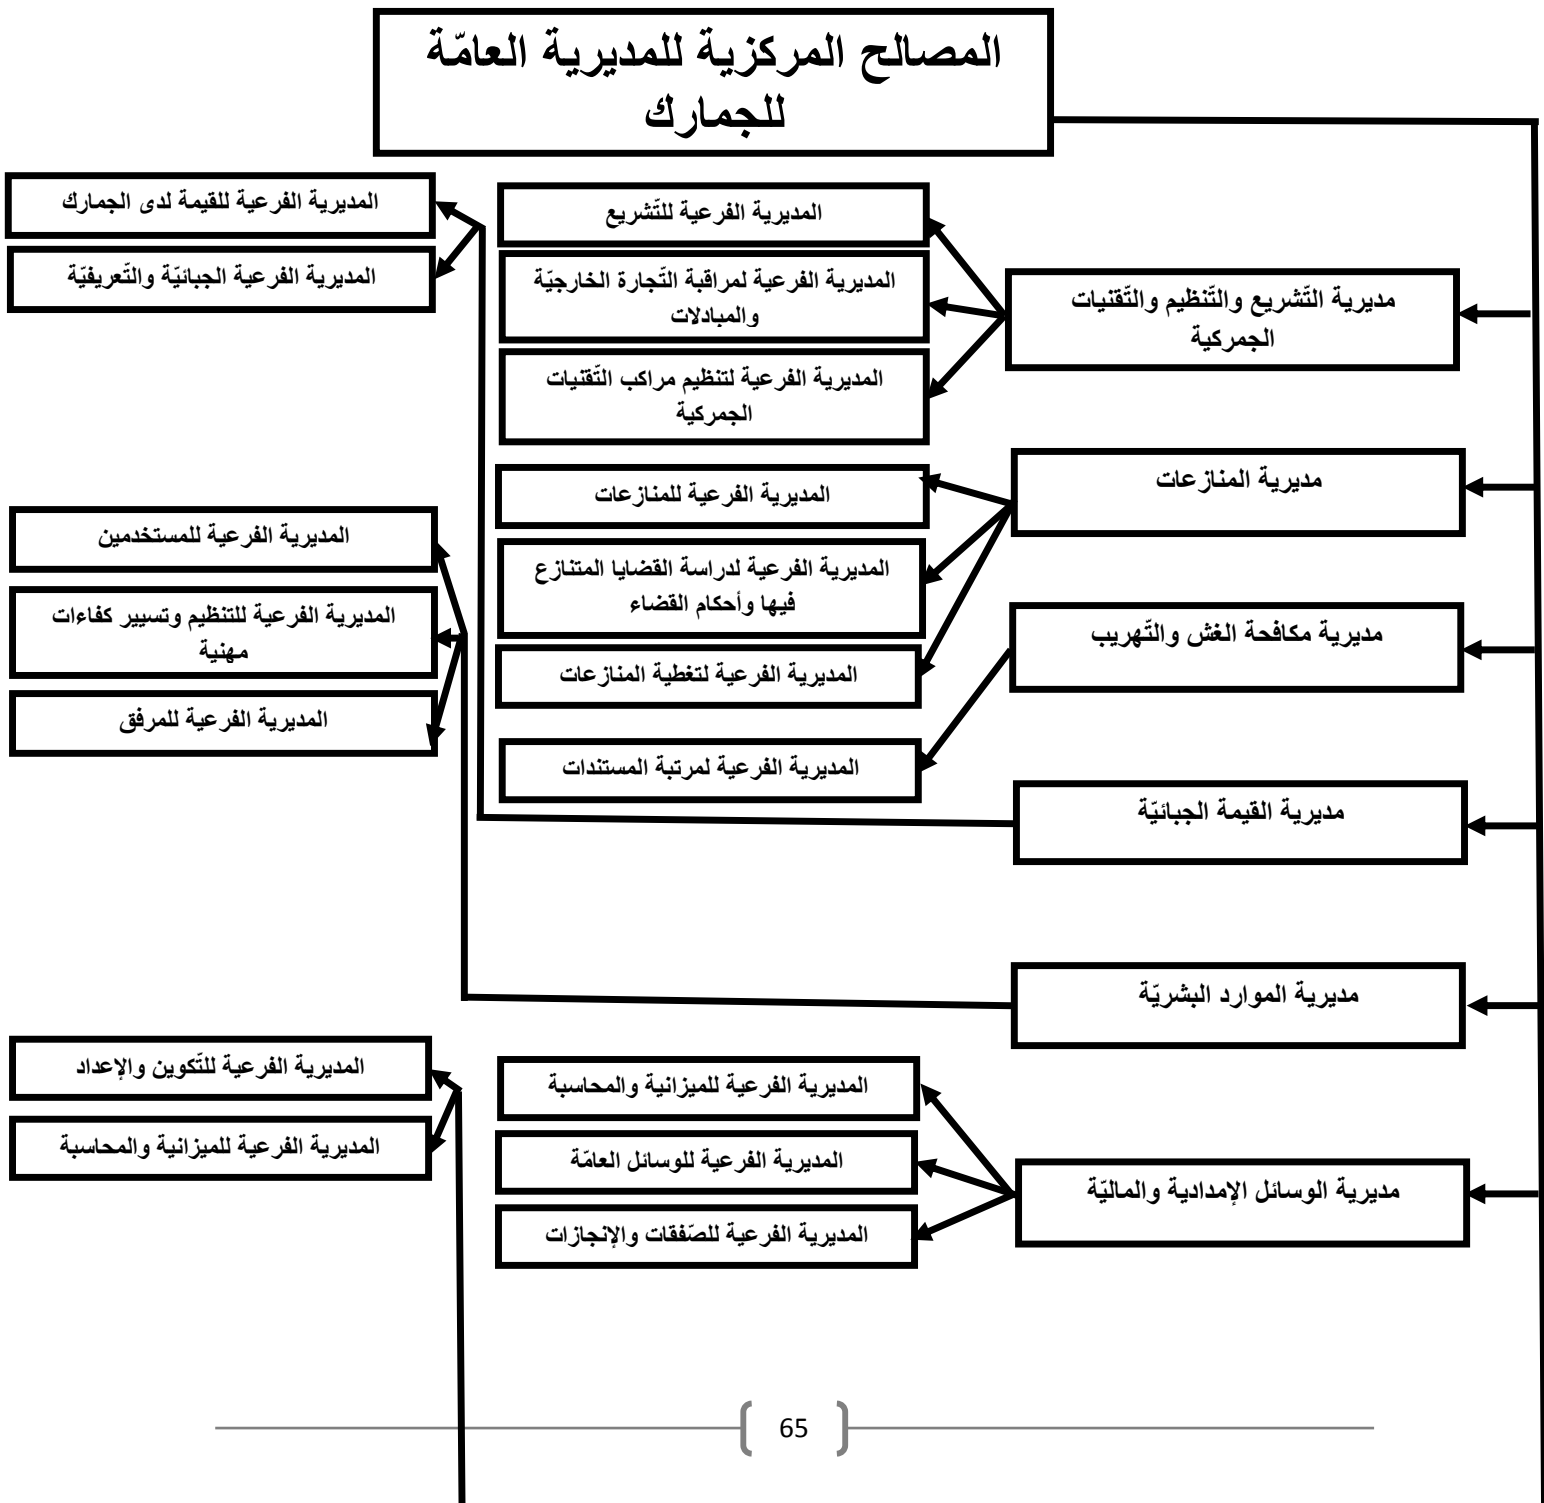 المصالح المركزية للمديرية العامّة
للجمارك
مديرية التّشريع والتّنظيم والتّقنيات
الجمركية
المديرية الفرعية للتّشريع
المديرية الفرعية لمراقبة التّجارة الخارجيّة
والمبادلات
المديرية الفرعية لتنظيم مراكب التّقتيات
الجمركية
المديرية الفرعية للقيمة لدى الجمارك
المديرية الفرعية الجبائيّة والتّعريفيّة
مديرية المنازعات
المديرية الفرعية للمنازعات
المديرية الفرعية لدراسة القضايا المتنازع
فيها وأحكام القضاء
المديرية الفرعية لتغطية المنازعات
المديرية الفرعية للمستخدمين
المديرية الفرعية للتنظيم وتسيير كفاءات
مهنية
المديرية الفرعية للمرفق
مديرية مكافحة الغش والتّهريب
المديرية الفرعية لمرتبة المستندات
مديرية القيمة الجبائيّة
مديرية الموارد البشريّة
مديرية الوسائل الإمدادية والماليّة
المديرية الفرعية للميزانية والمحاسبة
المديرية الفرعية للوسائل العامّة
المديرية الفرعية للصّفقات والإنجازات
المديرية الفرعية للتّكوين والإعداد
المديرية الفرعية للميزانية والمحاسبة
65